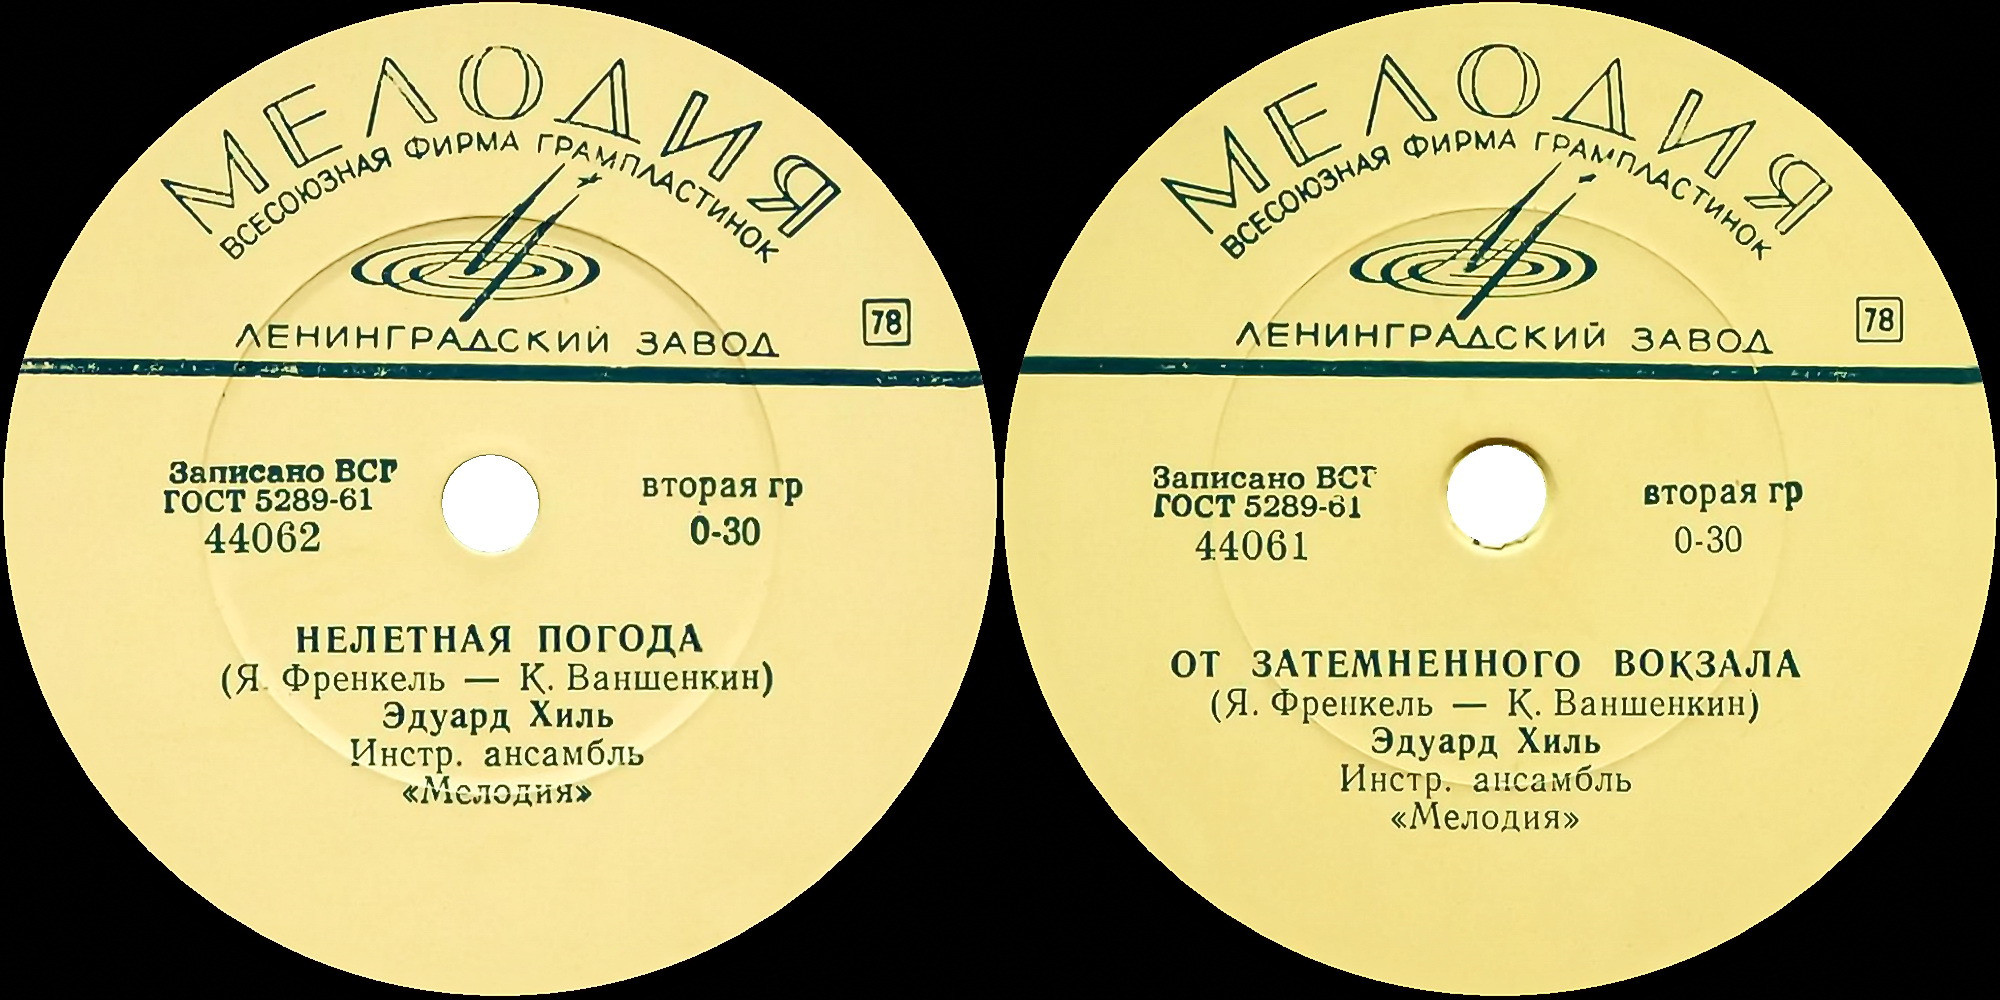 МЕЛОДИЯ
ВСЕСОЮЗНАЯ ФИРМА ГРАМПЛАСТИНОК
ЛЕНИНГРАДСКИЙ ЗАВОД
78
Записано ВСГ
ГОСТ 5289-61
44062
вторая гр
0-30
НЕЛЕТНАЯ ПОГОДА
(Я. Френкель — К. Ваншенкин)
Эдуард Хиль
Инстр. ансамбль
«Мелодия»
МЕЛОДИЯ
ВСЕСОЮЗНАЯ ФИРМА ГРАМПЛАСТИНОК
ЛЕНИНГРАДСКИЙ ЗАВОД
78
Записано ВСГ
ГОСТ 5289-61
44061
вторая гр
0-30
ОТ ЗАТЕМНЕННОГО ВОКЗАЛА
(Я. Френкель — К. Ваншенкин)
Эдуард Хиль
Инстр. ансамбль
«Мелодия»